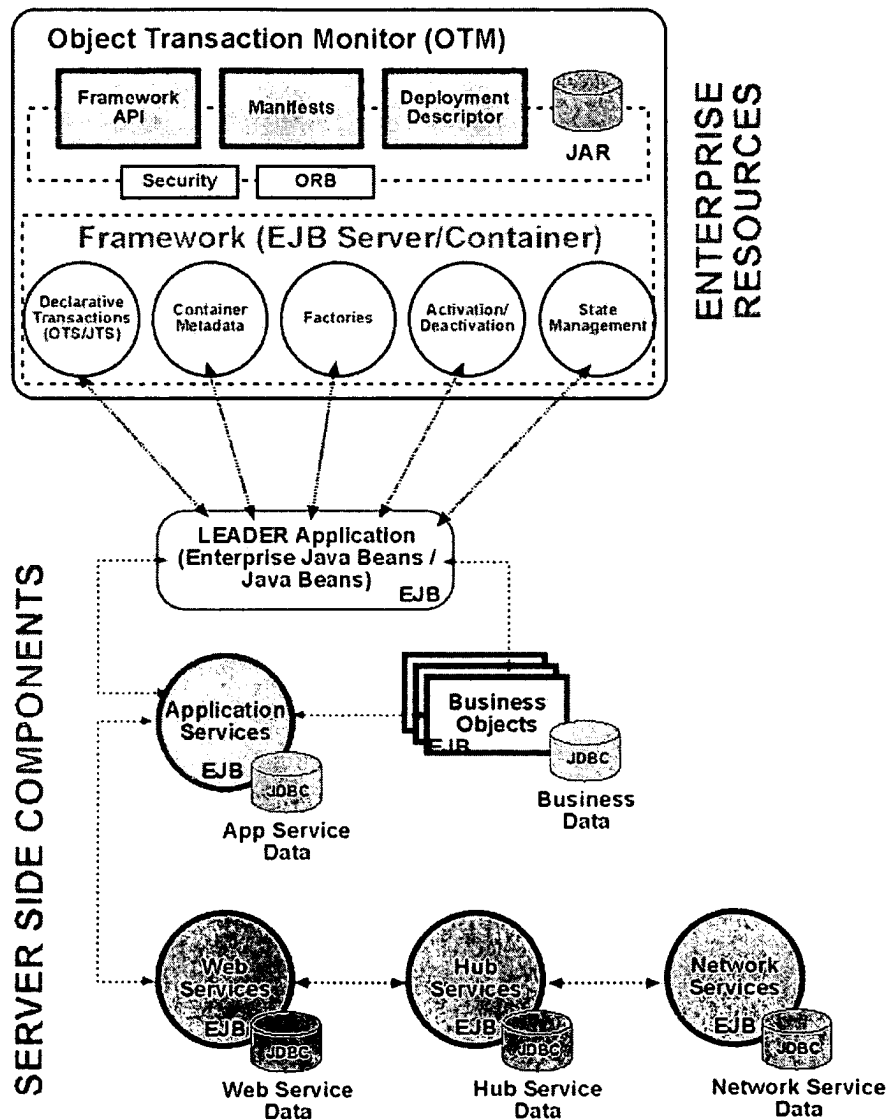 Object Transaction Monitor (OTM)
Framework
API
Manifests
Deployment
Descriptor
JAR
Security
ORB
ENTERPRISE
RESOURCES
Framework (EJB Server/Container)
Declarative
Transactions
(OTS/JTS)
Container
Metadata
Factories
Activation/
Deactivation
State
Management
LEADER Application
(Enterprise Java Beans /
Java Beans)
EJB
SERVER SIDE COMPONENTS
Application
Services
EJB
JDBC
App Service
Data
Business
Objects
EJB
JDBC
Business
Data
Web
Services
EJB
JDBC
Web Service
Data
Hub
Services
EJB
JDBC
Hub Service
Data
Network
Services
EJB
JDBC
Network Service
Data